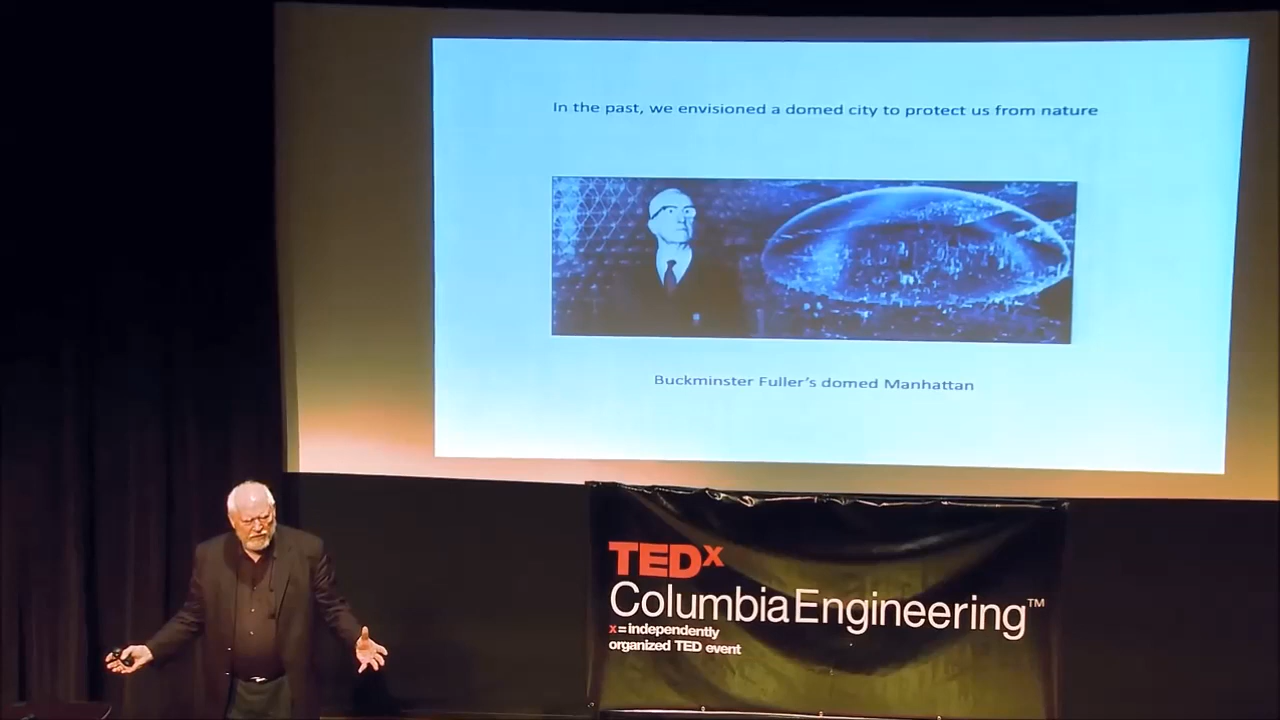 In the past, we envisioned a domed city to protect us from nature
Buckminster Fuller's domed Manhattan
TEDx
ColumbiaEngineering™
x=independently
organized TED event